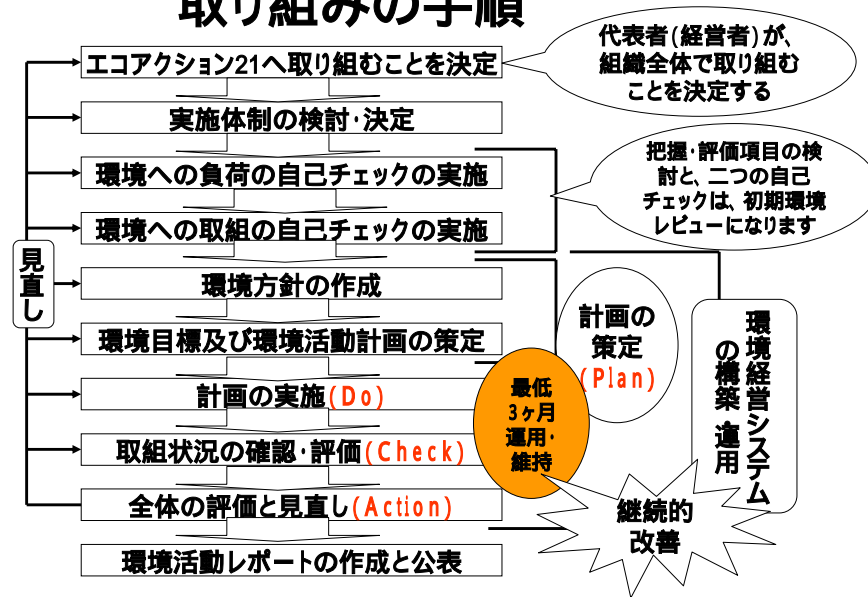 取り組みの手順
エコアクション21へ取り組むことを決定
代表者(経営者)が、
組織全体で取り組む
ことを決定する
実施体制の検討・決定
環境への負荷の自己チェックの実施
把握・評価項目の検
討と、二つの自己
チェックは、初期環境
レビューになります
環境への取組の自己チェックの実施
見直し
環境方針の作成
環境目標及び環境活動計画の策定
計画の
策定
(Plan)
環境経営システム
の構築・運用
計画の実施(Do)
最低
3ヶ月
運用・
維持
取組状況の確認・評価(Check)
全体の評価と見直し(Action)
継続的
改善
環境活動レポートの作成と公表